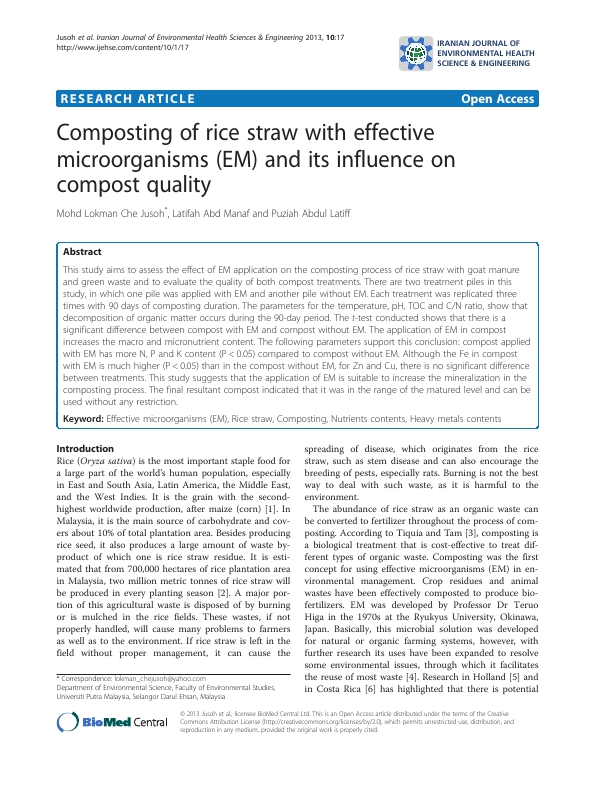 Jusoh et al. Iranian Journal of Environmental Health Sciences & Engineering 2013, 10:17
http://www.ijehse.com/content/10/1/17
IRANIAN JOURNAL OF
ENVIRONMENTAL HEALTH
SCIENCE & ENGINEERING
RESEARCH ARTICLE
Open Access
Composting of rice straw with effective
microorganisms (EM) and its influence on
compost quality
Mohd Lokman Che Jusoh*, Latifah Abd Manaf and Puziah Abdul Latiff
Abstract
This study aims to assess the effect of EM application on the composting process of rice straw with goat manure
and green waste and to evaluate the quality of both compost treatments. There are two treatment piles in this
study, in which one pile was applied with EM and another pile without EM. Each treatment was replicated three
times with 90 days of composting duration. The parameters for the temperature, pH, TOC and C/N ratio, show that
decomposition of organic matter occurs during the 90-day period. The t-test conducted shows that there is a
significant difference between compost with EM and compost without EM. The application of EM in compost
increases the macro and micronutrient content. The following parameters support this conclusion: compost applied
with EM has more N, P and K content (P < 0.05) compared to compost without EM. Although the Fe in compost
with EM is much higher (P < 0.05) than in the compost without EM, for Zn and Cu, there is no significant difference
between treatments. This study suggests that the application of EM is suitable to increase the mineralization in the
composting process. The final resultant compost indicated that it was in the range of the matured level and can be
used without any restriction.
Keyword: Effective microorganisms (EM), Rice straw, Composting, Nutrients contents, Heavy metals contents
Introduction
Rice (Oryza sativa) is the most important staple food for
a large part of the world's human population, especially
in East and South Asia, Latin America, the Middle East,
and the West Indies. It is the grain with the second-
highest worldwide production, after maize (corn) [1]. In
Malaysia, it is the main source of carbohydrate and cov-
ers about 10% of total plantation area. Besides producing
rice seed, it also produces a large amount of waste by-
product of which one is rice straw residue. It is esti-
mated that from 700,000 hectares of rice plantation area
in Malaysia, two million metric tonnes of rice straw will
be produced in every planting season [2]. A major por-
tion of this agricultural waste is disposed of by burning
or is mulched in the rice fields. These wastes, if not
properly handled, will cause many problems to farmers
as well as to the environment. If rice straw is left in the
field without proper management, it can cause the
spreading of disease, which originates from the rice
straw, such as stem disease and can also encourage the
breeding of pests, especially rats. Burning is not the best
way to deal with such waste, as it is harmful to the
environment.
The abundance of rice straw as an organic waste can
be converted to fertilizer throughout the process of com-
posting. According to Tiquia and Tam [3], composting is
a biological treatment that is cost-effective to treat dif-
ferent types of organic waste. Composting was the first
concept for using effective microorganisms (EM) in en-
vironmental management. Crop residues and animal
wastes have been effectively composted to produce bio-
fertilizers. EM was developed by Professor Dr Teruo
Higa in the 1970s at the Ryukyus University, Okinawa,
Japan. Basically, this microbial solution was developed
for natural or organic farming systems, however, with
further research its uses have been expanded to resolve
some environmental issues, through which it facilitates
the reuse of most waste [4]. Research in Holland [5] and
in Costa Rica [6] has highlighted that there is potential
* Correspondence: lokman_chejusoh@yahoo.com
Department of Environmental Science, Faculty of Environmental Studies,
Universiti Putra Malaysia, Selangor Darul Ehsan, Malaysia
BioMed Central
© 2013 Jusoh et al.; licensee BioMed Central Ltd. This is an Open Access article distributed under the terms of the Creative
Commons Attribution License (http://creativecommons.org/licenses/by/2.0), which permits unrestricted use, distribution, and
reproduction in any medium, provided the original work is properly cited.